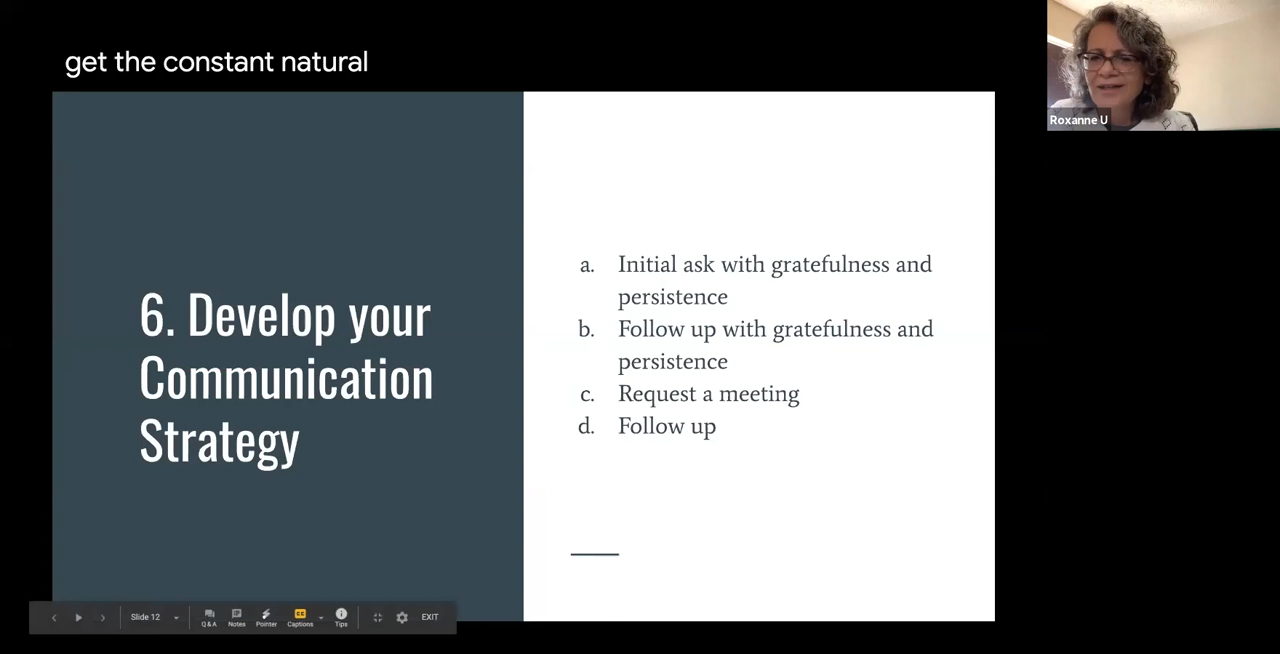 get the constant natural
Roxanne U
6. Develop your
Communication
Strategy
a. Initial ask with gratefulness and
persistence
b. Follow up with gratefulness and
persistence
c. Request a meeting
d. Follow up
Slide 12
Q&A
Notes
Pointer
Captions
Tips
EXIT